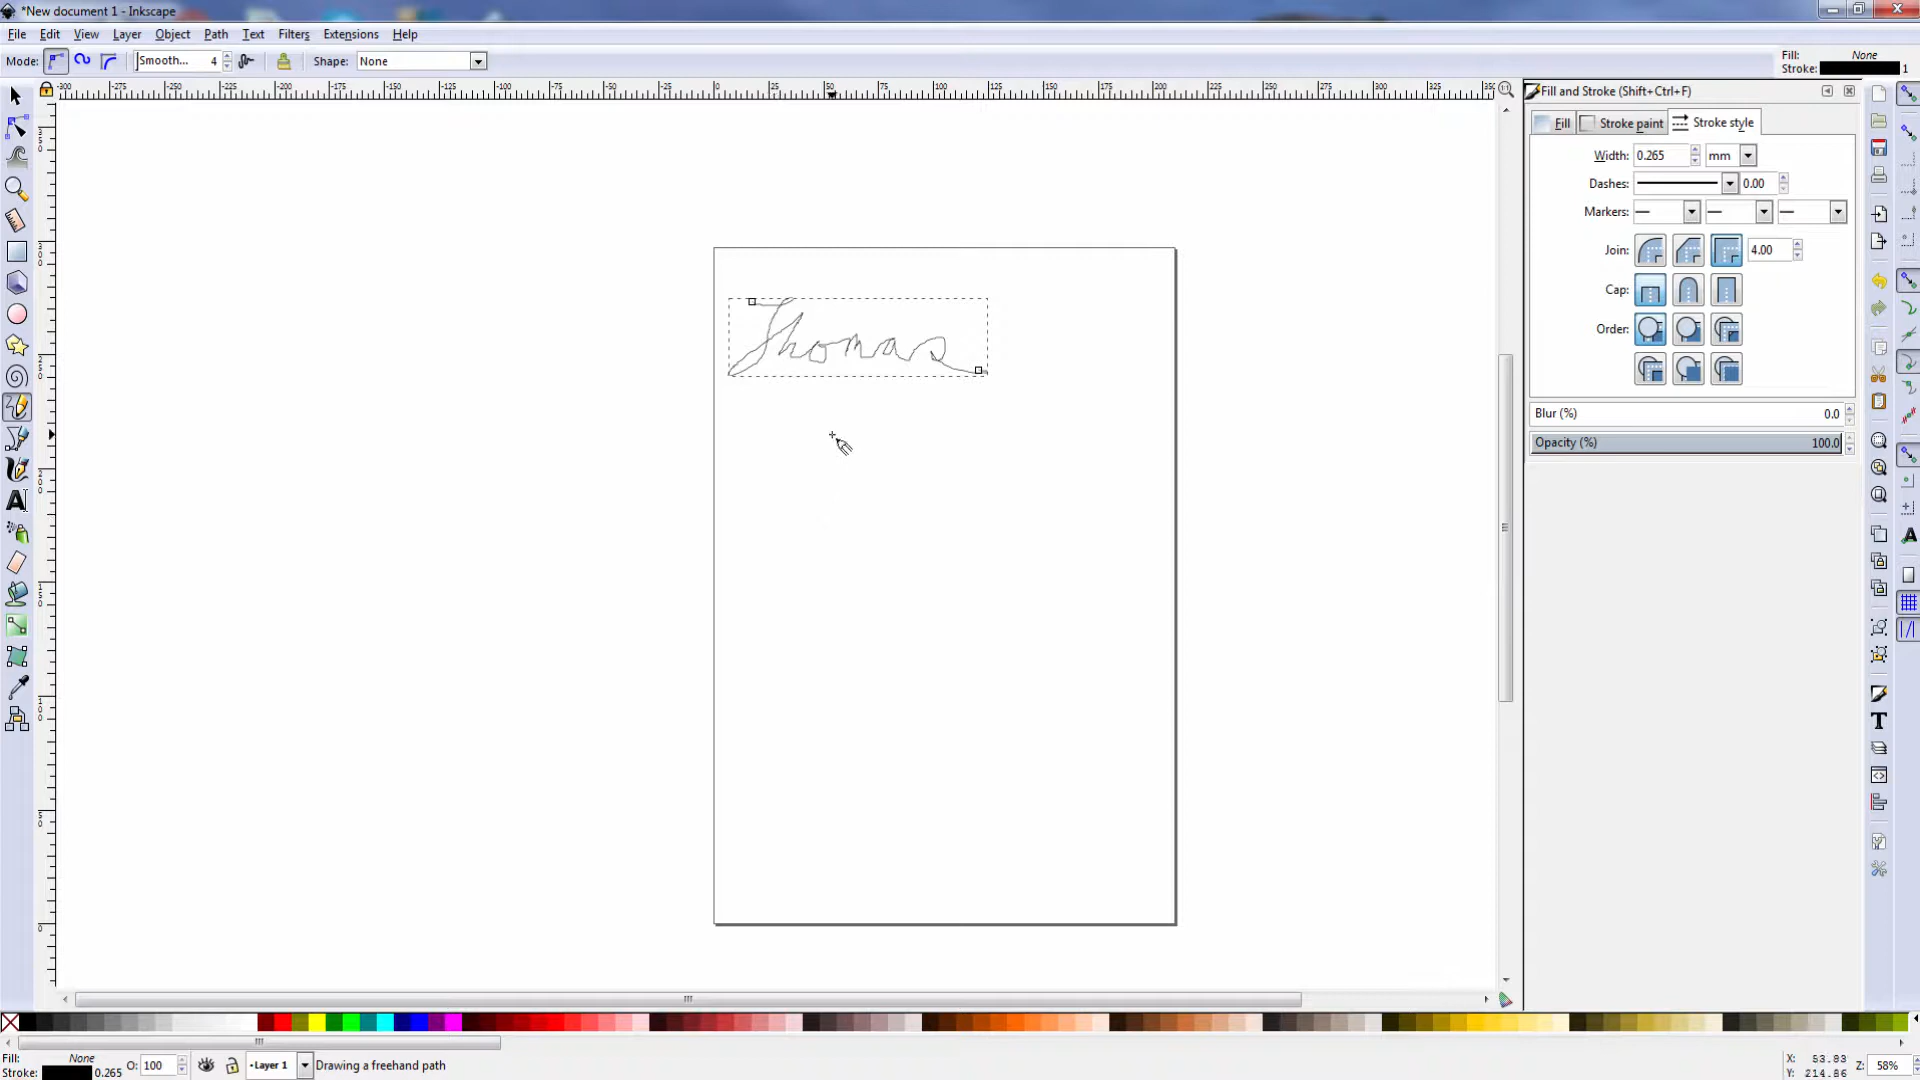 *New document 1 - Inkscape
File Edit View Layer Object Path Text Filters Extensions Help
Mode: Smooth... 4 Shape: None
Fill: None
Stroke: 1
Fill and Stroke (Shift+Ctrl+F)
Fill Stroke paint Stroke style
Width: 0.265 mm
Dashes: 0.00
Markers:
Join: 4.00
Cap:
Order:
Blur (%) 0.0
Opacity (%) 100.0
Thomas
Fill: None
Stroke: 0.265
O: 100
Layer 1
Drawing a freehand path
X: 53.83
Y: 214.86
Z: 58%